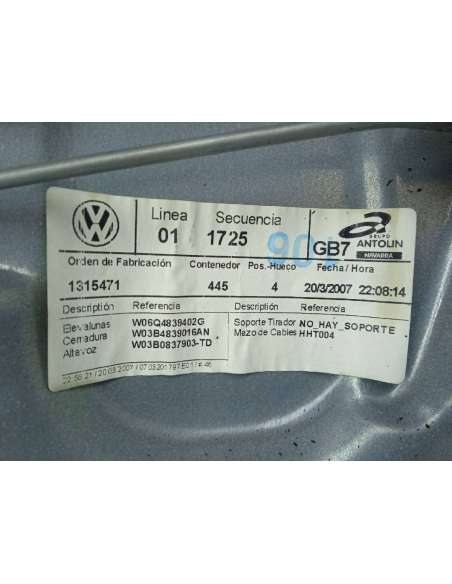 Linea Secuencia
01 1725
GB7
GRUPO
ANTOLIN
NAVARRA
Orden de Fabricación Contenedor Pos.-Hueco Fecha / Hora
1315471 445 4 20/3/2007 22:08:14
Descripción Referencia Descripción Referencia
Elevalunas W06Q4839402G Soporte Tirador NO_HAY_SOPORTE
Cerradura W03B4839016AN Mazo de Cables HHT004
Altavoz W03B0837903-TD